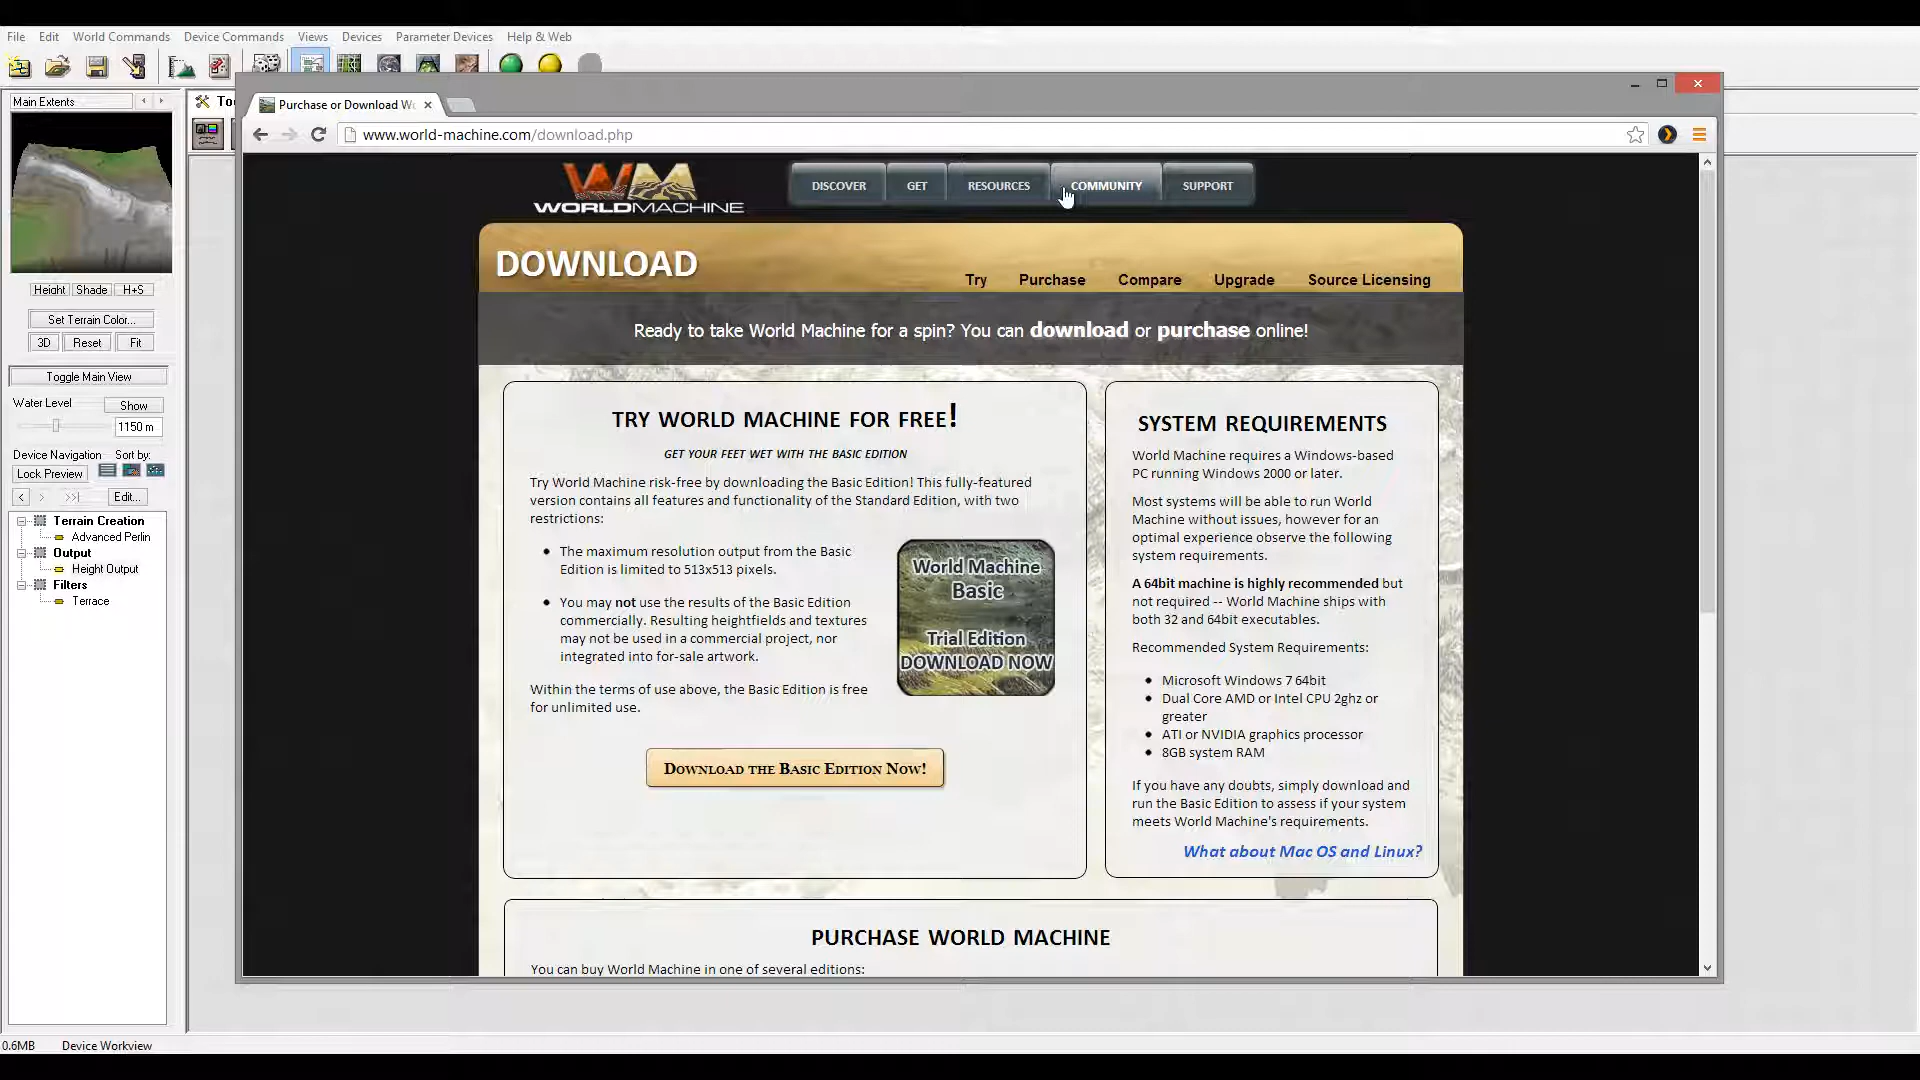 File Edit World Commands Device Commands Views Devices Parameter Devices Help & Web
Main Extents
Height Shade H+S
Set Terrain Color...
3D Reset Fit
Toggle Main View
Water Level Show
1150 m
Device Navigation Sort by:
Lock Preview
< > >>| Edit...
Terrain Creation
Advanced Perlin
Output
Height Output
Filters
Terrace
0.6MB Device Workview
Purchase or Download Wo
www.world-machine.com/download.php
WM
WORLDMACHINE
DISCOVER GET RESOURCES COMMUNITY SUPPORT
DOWNLOAD
Try Purchase Compare Upgrade Source Licensing
Ready to take World Machine for a spin? You can download or purchase online!
TRY WORLD MACHINE FOR FREE!
GET YOUR FEET WET WITH THE BASIC EDITION
Try World Machine risk-free by downloading the Basic Edition! This fully-featured
version contains all features and functionality of the Standard Edition, with two
restrictions:
• The maximum resolution output from the Basic
Edition is limited to 513x513 pixels.
• You may not use the results of the Basic Edition
commercially. Resulting heightfields and textures
may not be used in a commercial project, nor
integrated into for-sale artwork.
Within the terms of use above, the Basic Edition is free
for unlimited use.
World Machine
Basic
Trial Edition
DOWNLOAD NOW
Download the Basic Edition Now!
SYSTEM REQUIREMENTS
World Machine requires a Windows-based
PC running Windows 2000 or later.
Most systems will be able to run World
Machine without issues, however for an
optimal experience observe the following
system requirements.
A 64bit machine is highly recommended but
not required -- World Machine ships with
both 32 and 64bit executables.
Recommended System Requirements:
• Microsoft Windows 7 64bit
• Dual Core AMD or Intel CPU 2ghz or
greater
• ATI or NVIDIA graphics processor
• 8GB system RAM
If you have any doubts, simply download and
run the Basic Edition to assess if your system
meets World Machine's requirements.
What about Mac OS and Linux?
PURCHASE WORLD MACHINE
You can buy World Machine in one of several editions: